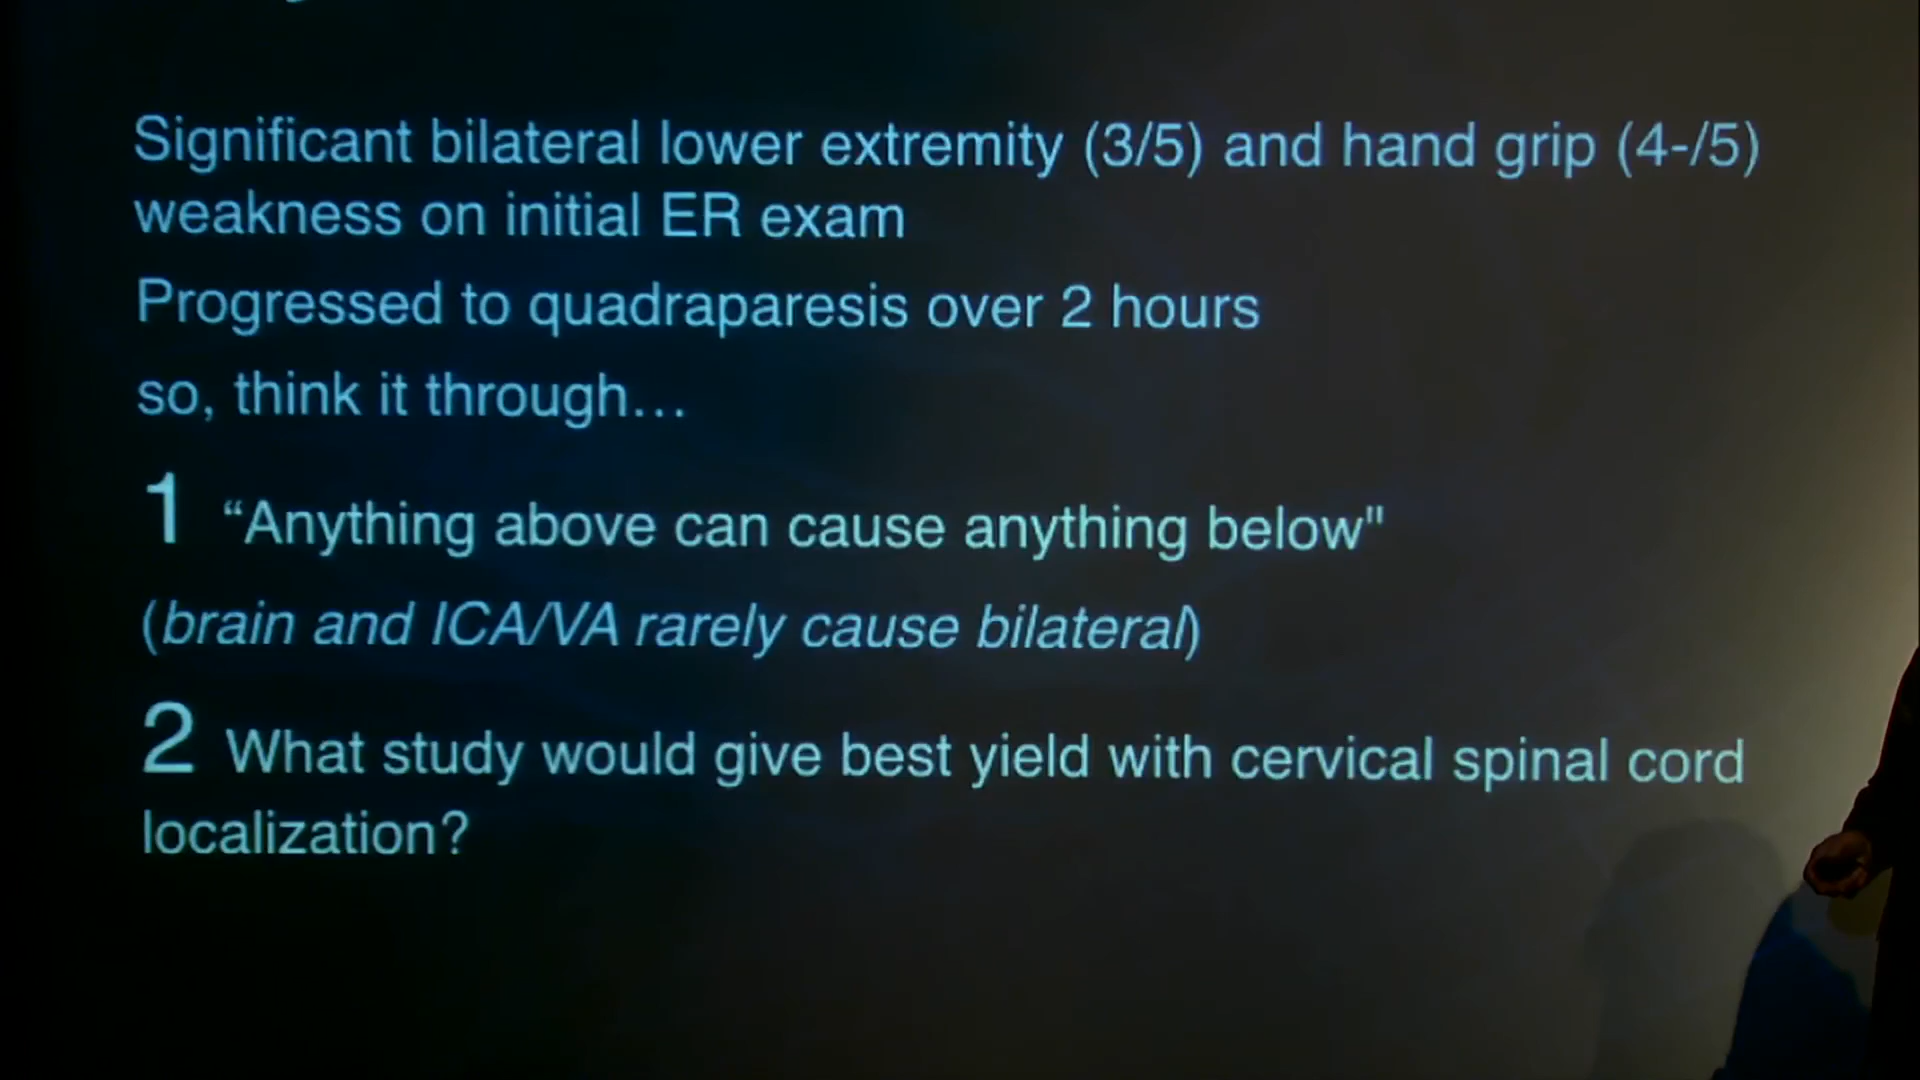 Significant bilateral lower extremity (3/5) and hand grip (4-/5)
weakness on initial ER exam
Progressed to quadraparesis over 2 hours
so, think it through...
1 “Anything above can cause anything below"
(brain and ICA/VA rarely cause bilateral)
2 What study would give best yield with cervical spinal cord
localization?